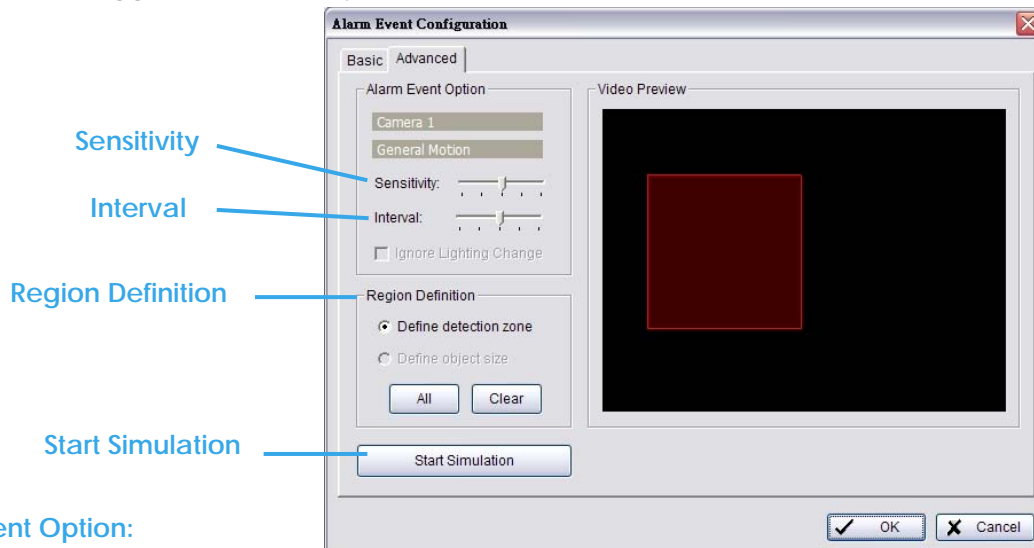 Alarm Event Configuration
Basic
Advanced
Alarm Event Option
Camera 1
General Motion
Sensitivity:
Interval:
Ignore Lighting Change
Region Definition
Define detection zone
Define object size
All
Clear
Start Simulation
Video Preview
OK
Cancel
Sensitivity
Interval
Region Definition
Start Simulation
Option: